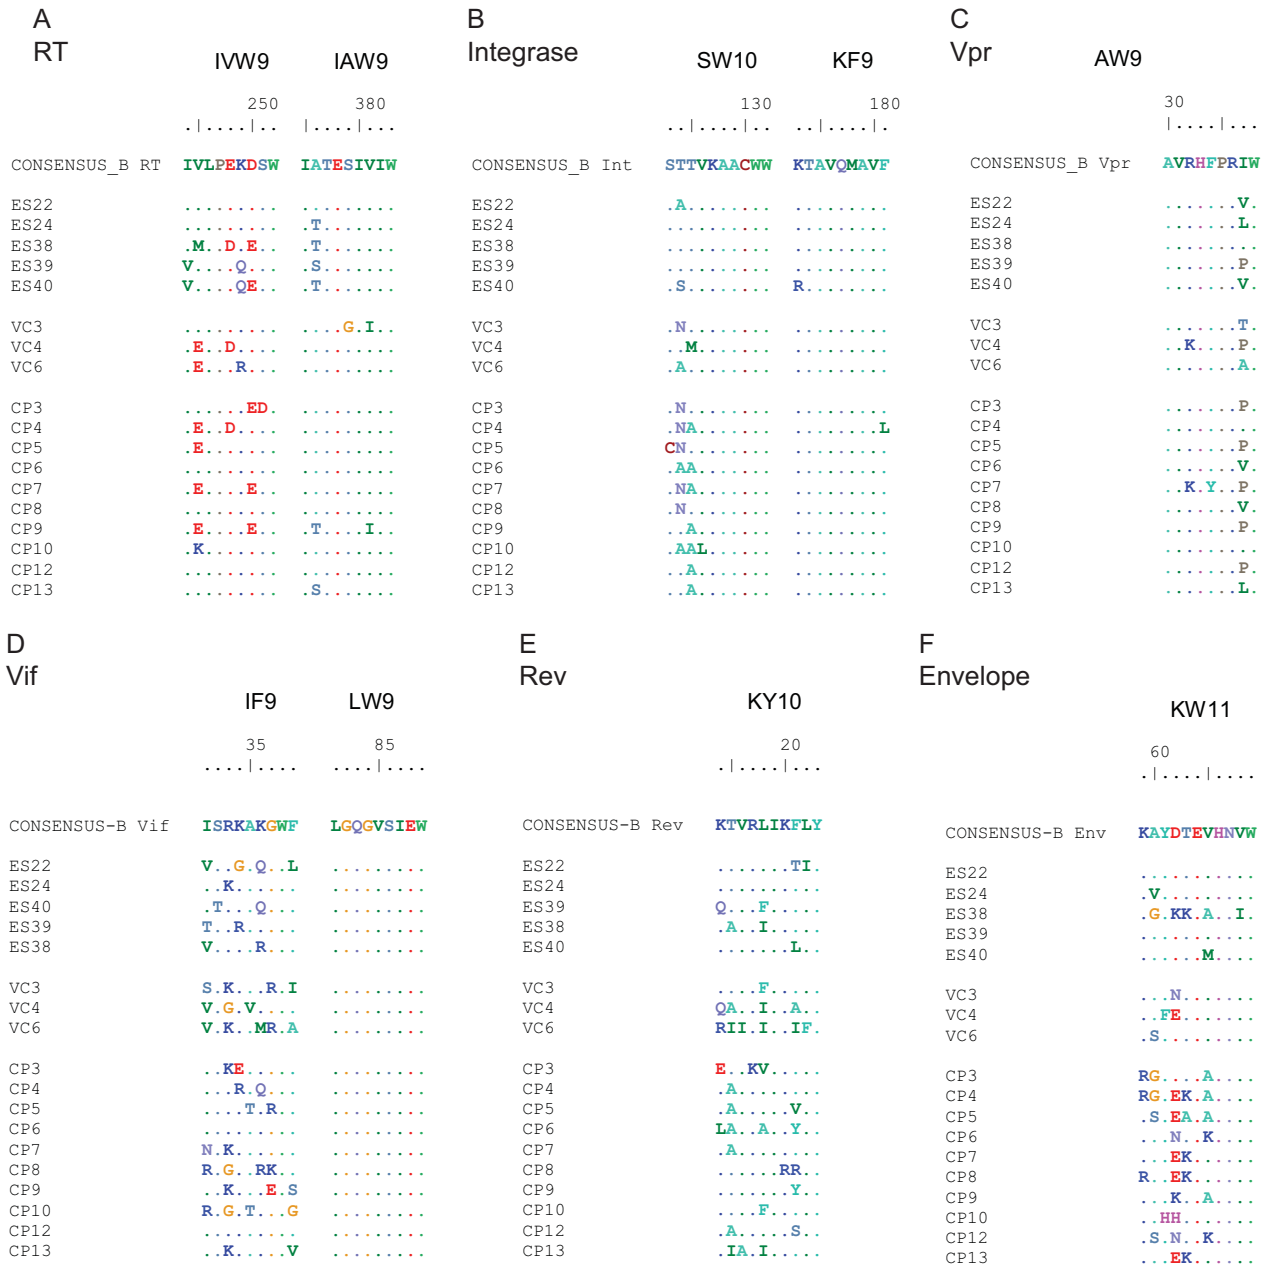 A
RT
IVW9 IAW9
250 380
.|....|.. |....|...
CONSENSUS_B RT IVLPEKDSW IATESIVIW
ES22 ......... .........
ES24 ......... .T.......
ES38 .M..D.E.. .T.......
ES39 V....Q... .S.......
ES40 V....QE.. .T.......
VC3 ......... ....G.I..
VC4 .E..D.... .........
VC6 .E...R... .........
CP3 ......ED. .........
CP4 .E..D.... .........
CP5 .E....... .........
CP6 ......... .........
CP7 .E....E.. .........
CP8 ......... .........
CP9 .E....E.. .T....I..
CP10 .K....... .........
CP12 ......... .........
CP13 ......... .S.......
B
Integrase
SW10 KF9
130 180
..|....|.. ..|....|.
CONSENSUS_B Int STTVKAACWW KTAVQMAVF
ES22 .A........ .........
ES24 .......... .........
ES38 .......... .........
ES39 .......... .........
ES40 .S........ R........
VC3 .N........ .........
VC4 ..M....... .........
VC6 .A........ .........
CP3 .N........ .........
CP4 .NA....... ........L
CP5 CN........ .........
CP6 .AA....... .........
CP7 .NA....... .........
CP8 .N........ .........
CP9 ..A....... .........
CP10 .AAL...... .........
CP12 ..A....... .........
CP13 ..A....... .........
C
Vpr
AW9
30
|....|...
CONSENSUS_B Vpr AVRHFPRIW
ES22 .......V.
ES24 .......L.
ES38 .........
ES39 .......P.
ES40 .......V.
VC3 .......T.
VC4 ..K....P.
VC6 .......A.
CP3 .......P.
CP4 .........
CP5 .......P.
CP6 .......V.
CP7 ..K.Y..P.
CP8 .......V.
CP9 .......P.
CP10 .........
CP12 .......P.
CP13 .......L.
D
Vif
IF9 LW9
35 85
....|.... ....|....
CONSENSUS-B Vif ISRKAKGWF LGQGVSIEW
ES22 V..G.Q..L .........
ES24 ..K...... .........
ES40 .T...Q... .........
ES39 T..R..... .........
ES38 V....R... .........
VC3 S.K...R.I .........
VC4 V.G.V.... .........
VC6 V.K..MR.A .........
CP3 ..KE..... .........
CP4 ...R.Q... .........
CP5 ....T.R.. .........
CP6 ......... .........
CP7 N.K...... .........
CP8 R.G..RK.. .........
CP9 ..K...E.S .........
CP10 R.G.T...G .........
CP12 ......... .........
CP13 ..K.....V .........
E
Rev
KY10
20
.|....|...
CONSENSUS-B Rev KTVRLIKFLY
ES22 .......TI.
ES24 ..........
ES39 Q...F.....
ES38 .A..I.....
ES40 .......L..
VC3 ....F.....
VC4 QA..I..A..
VC6 RII.I..IF.
CP3 E..KV.....
CP4 .A........
CP5 .A.....V..
CP6 LA..A..Y..
CP7 .A........
CP8 ......RR..
CP9 .......Y..
CP10 ....F.....
CP12 .A.....S..
CP13 .IA.I.....
F
Envelope
KW11
60
.|....|....
CONSENSUS-B Env KAYDTEVHNVW
ES22 ...........
ES24 .V.........
ES38 .G.KK.A..I.
ES39 ...........
ES40 ......M....
VC3 ...N.......
VC4 ..FE.......
VC6 .S.........
CP3 RG....A....
CP4 RG.EK.A....
CP5 .S.EA.A....
CP6 ...N..K....
CP7 ...EK......
CP8 R..EK......
CP9 ...K..A....
CP10 ..HH.......
CP12 .S.N..K....
CP13 ...EK......